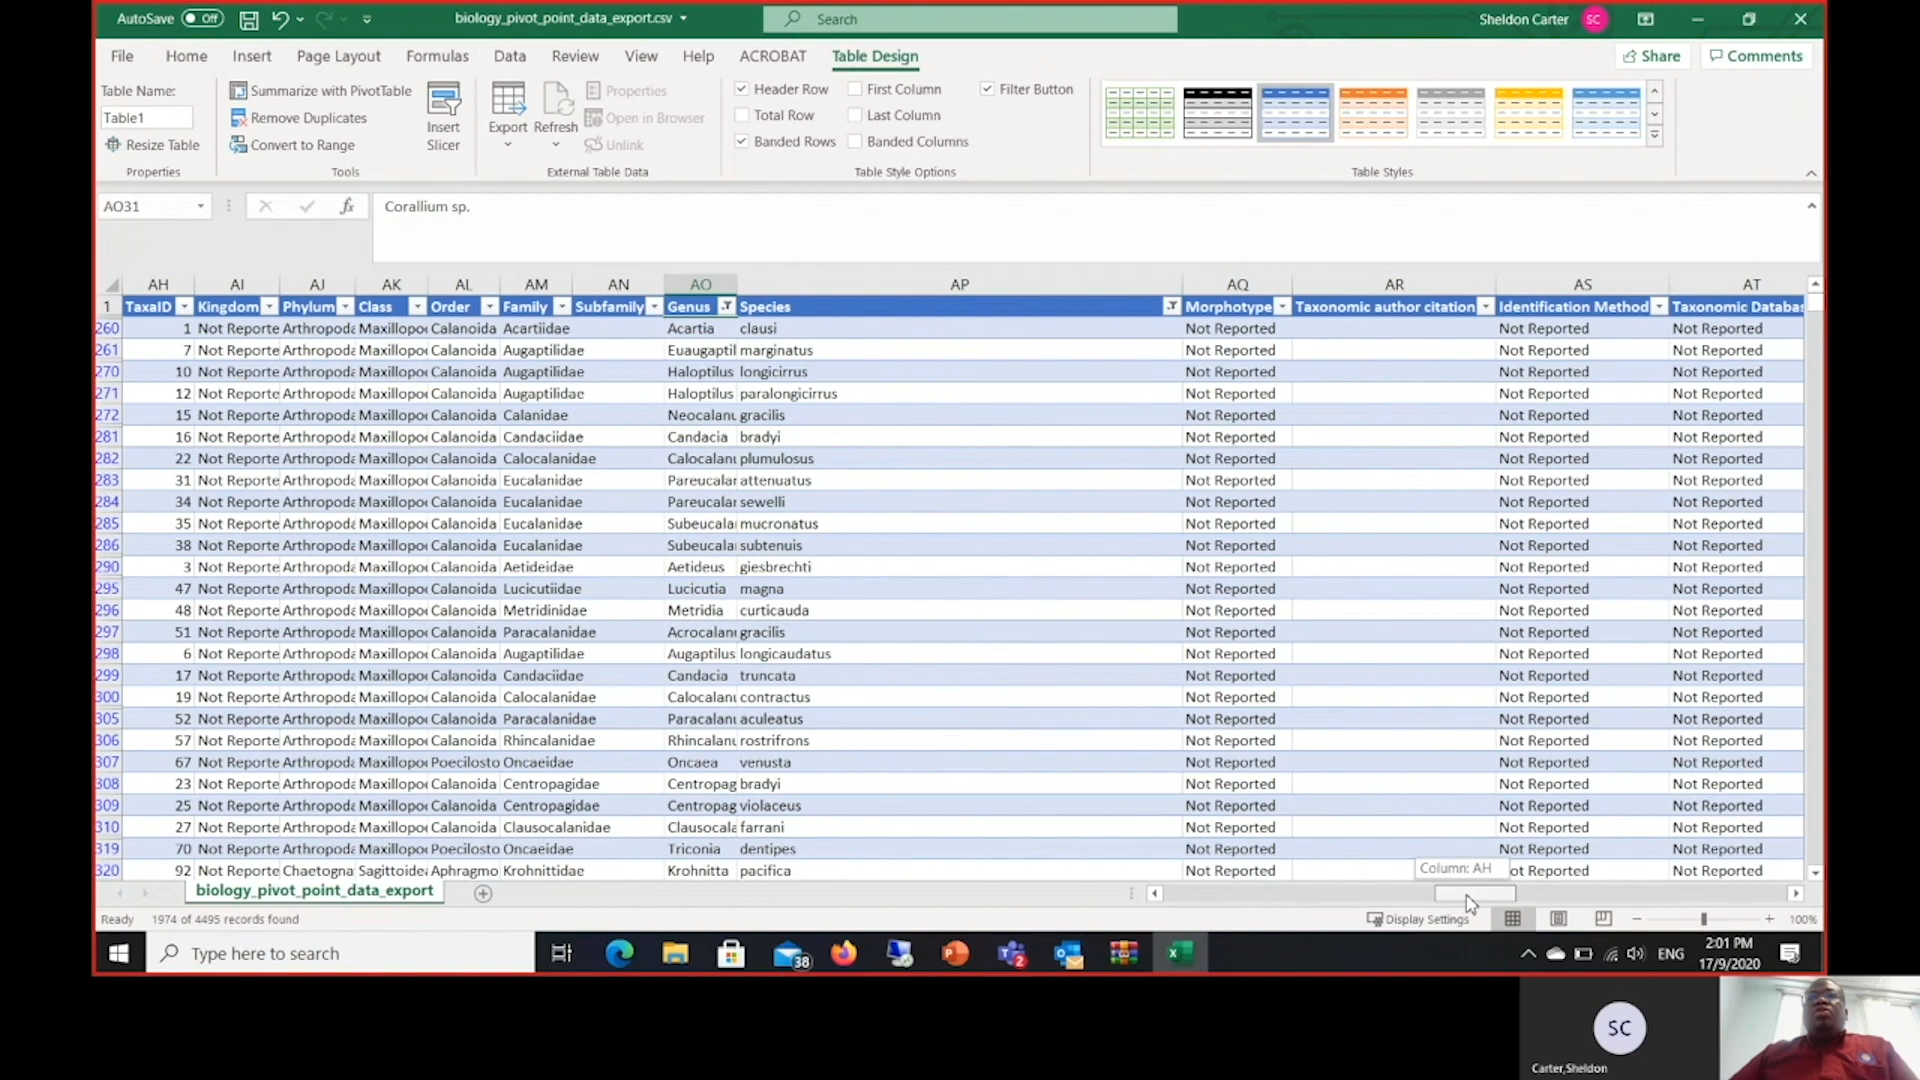 AutoSave Off biology_pivot_point_data_export.csv Search Sheldon Carter SC
File Home Insert Page Layout Formulas Data Review View Help ACROBAT Table Design Share Comments
Table Name: Summarize with PivotTable Properties Header Row First Column Filter Button
Table1 Remove Duplicates Insert Slicer Export Refresh Open in Browser Total Row Last Column
Resize Table Convert to Range Unlink Banded Rows Banded Columns
Properties Tools External Table Data Table Style Options Table Styles
AO31 fx Corallium sp.
AH AI AJ AK AL AM AN AO AP AQ AR AS AT
1 TaxaID Kingdom Phylum Class Order Family Subfamily Genus Species Morphotype Taxonomic author citation Identification Method Taxonomic Databas
260 1 Not Reporte Arthropoda Maxillopo Calanoida Acartiidae Acartia clausi Not Reported Not Reported Not Reported
261 7 Not Reporte Arthropoda Maxillopo Calanoida Augaptilidae Euaugaptil marginatus Not Reported Not Reported Not Reported
270 10 Not Reporte Arthropoda Maxillopo Calanoida Augaptilidae Haloptilus longicirrus Not Reported Not Reported Not Reported
271 12 Not Reporte Arthropoda Maxillopo Calanoida Augaptilidae Haloptilus paralongicirrus Not Reported Not Reported Not Reported
272 15 Not Reporte Arthropoda Maxillopo Calanoida Calanidae Neocalanu gracilis Not Reported Not Reported Not Reported
281 16 Not Reporte Arthropoda Maxillopo Calanoida Candaciidae Candacia bradyi Not Reported Not Reported Not Reported
282 22 Not Reporte Arthropoda Maxillopo Calanoida Calocalanidae Calocalanu plumulosus Not Reported Not Reported Not Reported
283 31 Not Reporte Arthropoda Maxillopo Calanoida Eucalanidae Pareucalar attenuatus Not Reported Not Reported Not Reported
284 34 Not Reporte Arthropoda Maxillopo Calanoida Eucalanidae Pareucalar sewelli Not Reported Not Reported Not Reported
285 35 Not Reporte Arthropoda Maxillopo Calanoida Eucalanidae Subeucala mucronatus Not Reported Not Reported Not Reported
286 38 Not Reporte Arthropoda Maxillopo Calanoida Eucalanidae Subeucala subtenuis Not Reported Not Reported Not Reported
290 3 Not Reporte Arthropoda Maxillopo Calanoida Aetideidae Aetideus giesbrechti Not Reported Not Reported Not Reported
295 47 Not Reporte Arthropoda Maxillopo Calanoida Lucicutiidae Lucicutia magna Not Reported Not Reported Not Reported
296 48 Not Reporte Arthropoda Maxillopo Calanoida Metridinidae Metridia curticauda Not Reported Not Reported Not Reported
297 51 Not Reporte Arthropoda Maxillopo Calanoida Paracalanidae Acrocalanu gracilis Not Reported Not Reported Not Reported
298 6 Not Reporte Arthropoda Maxillopo Calanoida Augaptilidae Augaptilus longicaudatus Not Reported Not Reported Not Reported
299 17 Not Reporte Arthropoda Maxillopo Calanoida Candaciidae Candacia truncata Not Reported Not Reported Not Reported
300 19 Not Reporte Arthropoda Maxillopo Calanoida Calocalanidae Calocalanu contractus Not Reported Not Reported Not Reported
305 52 Not Reporte Arthropoda Maxillopo Calanoida Paracalanidae Paracalanu aculeatus Not Reported Not Reported Not Reported
306 57 Not Reporte Arthropoda Maxillopo Calanoida Rhincalanidae Rhincalanu rostrifrons Not Reported Not Reported Not Reported
307 67 Not Reporte Arthropoda Maxillopo Poecilosto Oncaeidae Oncaea venusta Not Reported Not Reported Not Reported
308 23 Not Reporte Arthropoda Maxillopo Calanoida Centropagidae Centropag bradyi Not Reported Not Reported Not Reported
309 25 Not Reporte Arthropoda Maxillopo Calanoida Centropagidae Centropag violaceus Not Reported Not Reported Not Reported
310 27 Not Reporte Arthropoda Maxillopo Calanoida Clausocalanidae Clausocala farrani Not Reported Not Reported Not Reported
319 70 Not Reporte Arthropoda Maxillopo Poecilosto Oncaeidae Triconia dentipes Not Reported Not Reported Not Reported
320 92 Not Reporte Chaetogna Sagittoidea Aphragmo Krohnittidae Krohnitta pacifica Not Reported Not Reported Not Reported
Column: AH
biology_pivot_point_data_export
Ready 1974 of 4495 records found Display Settings 100%
Type here to search 38 2 ENG 2:01 PM
17/9/2020
SC
Carter,Sheldon